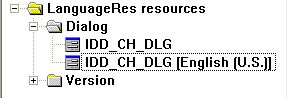 LanguageRes resources
Dialog
IDD_CH_DLG
IDD_CH_DLG [English (U.S.)]
Version